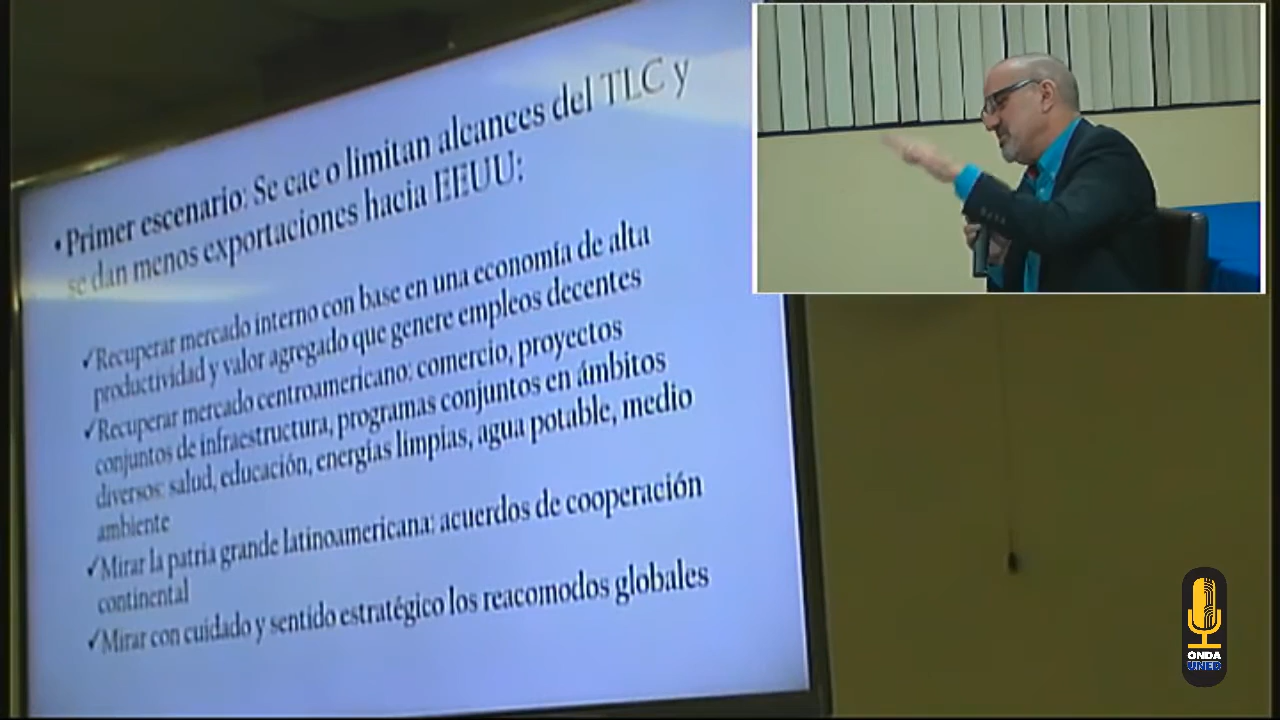 • Primer escenario: Se cae o limitan alcances del TLC y
se dan menos exportaciones hacia EEUU:
✓Recuperar mercado interno con base en una economía de alta
productividad y valor agregado que genere empleos decentes
✓Recuperar mercado centroamericano: comercio, proyectos
conjuntos de infraestructura, programas conjuntos en ámbitos
diversos: salud, educación, energías limpias, agua potable, medio
ambiente
✓Mirar la patria grande latinoamericana: acuerdos de cooperación
continental
✓Mirar con cuidado y sentido estratégico los reacomodos globales
ONDA
UNED